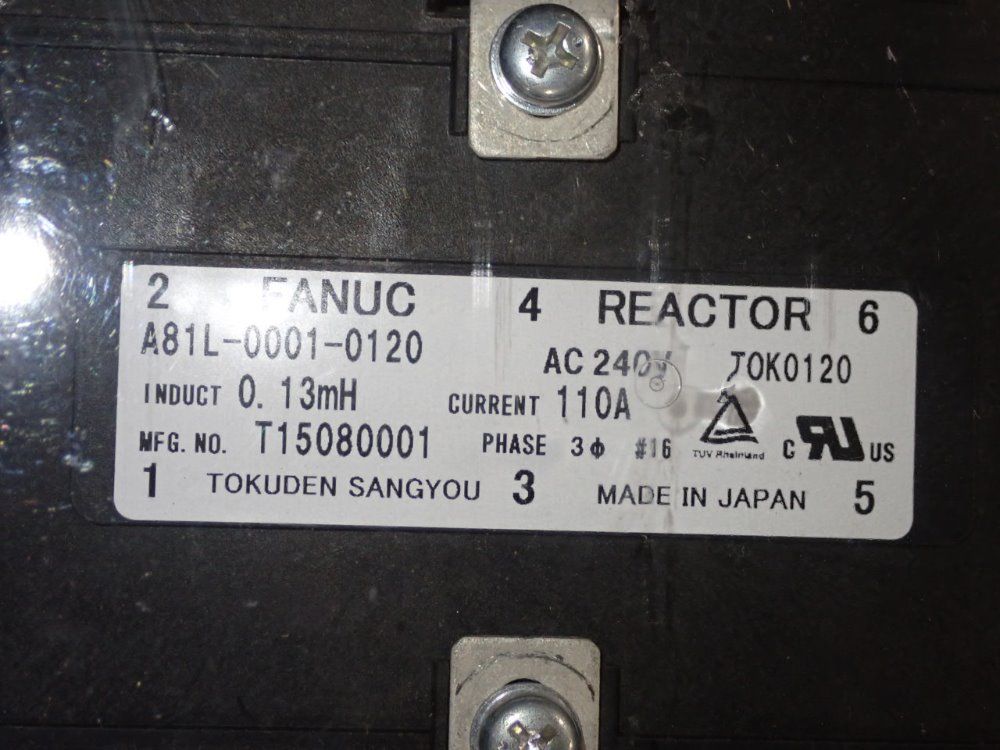 2 FANUC 4 REACTOR 6
A81L-0001-0120 AC 240V TOK0120
INDUCT 0.13mH CURRENT 110A
MFG. NO. T15080001 PHASE 3ϕ #16 TUV Rheinland C RU US
1 TOKUDEN SANGYOU 3 MADE IN JAPAN 5